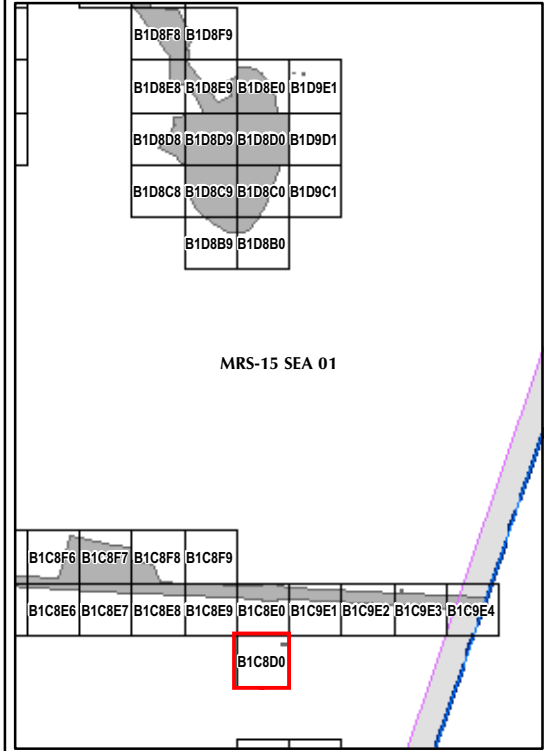 B1D8F8 B1D8F9
B1D8E8 B1D8E9 B1D8E0 B1D9E1
B1D8D8 B1D8D9 B1D8D0 B1D9D1
B1D8C8 B1D8C9 B1D8C0 B1D9C1
B1D8B9 B1D8B0
MRS-15 SEA 01
B1C8F6 B1C8F7 B1C8F8 B1C8F9
B1C8E6 B1C8E7 B1C8E8 B1C8E9 B1C8E0 B1C9E1 B1C9E2 B1C9E3 B1C9E4
B1C8D0